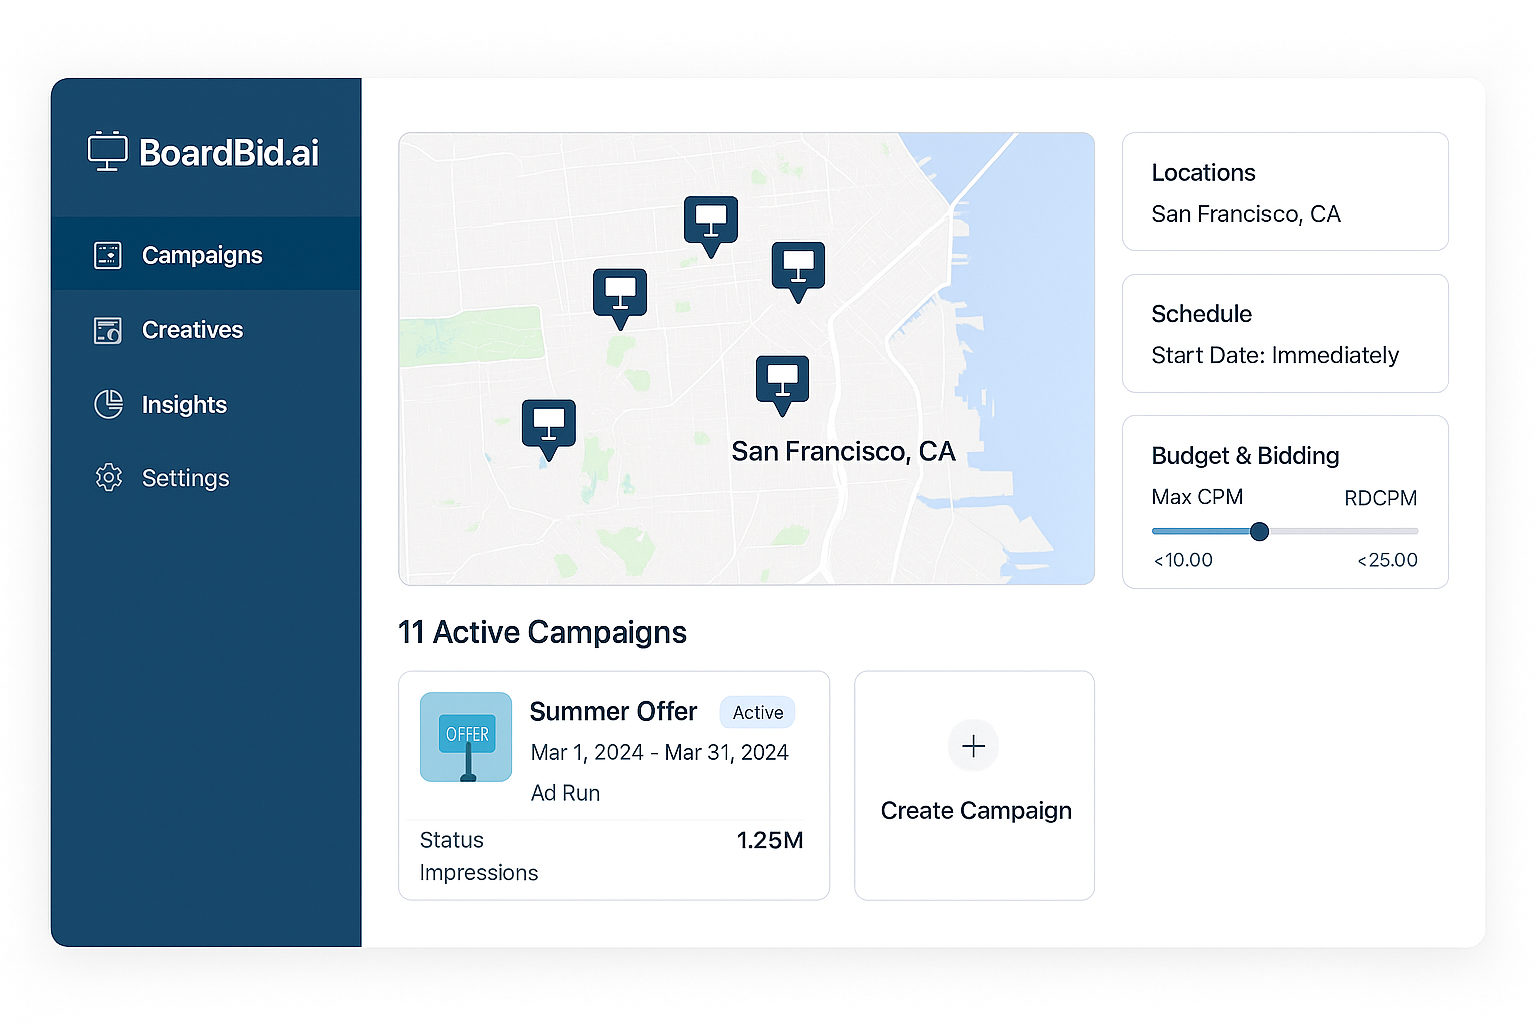 BoardBid.ai
Campaigns
Creatives
Insights
Settings
San Francisco, CA
Locations
San Francisco, CA
Schedule
Start Date: Immediately
Budget & Bidding
Max CPM RDCPM
<10.00 <25.00
11 Active Campaigns
OFFER
Summer Offer Active
Mar 1, 2024 - Mar 31, 2024
Ad Run
Status 1.25M
Impressions
Create Campaign